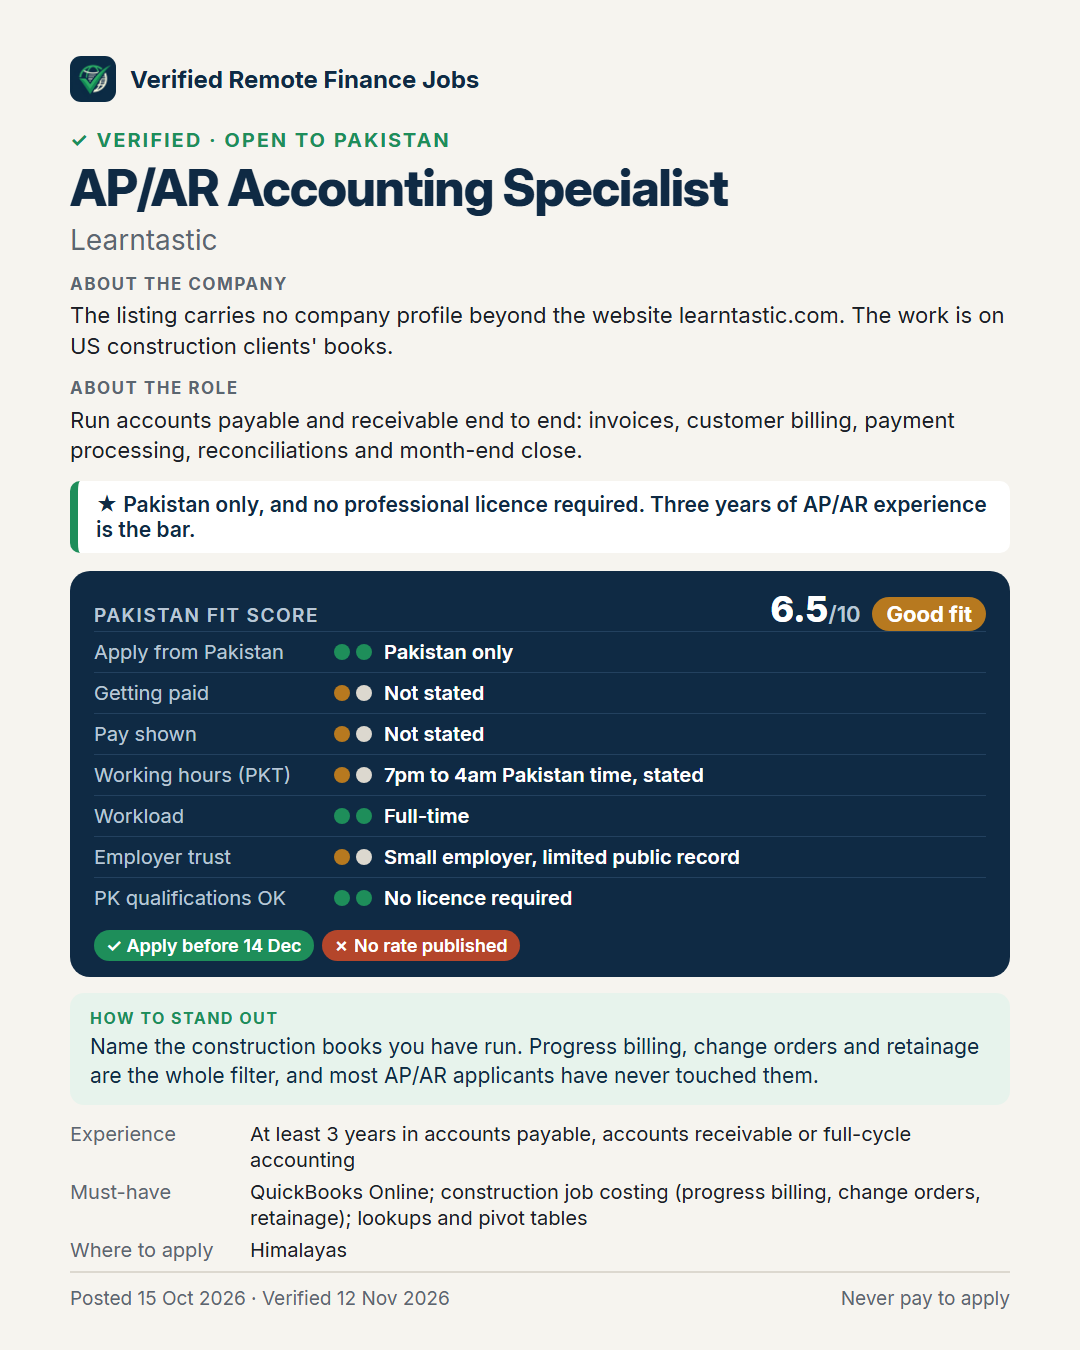 Verified Remote Finance Jobs
✓ VERIFIED · OPEN TO PAKISTAN
AP/AR Accounting Specialist
Learntastic
ABOUT THE COMPANY
The listing carries no company profile beyond the website learntastic.com. The work is on
US construction clients' books.
ABOUT THE ROLE
Run accounts payable and receivable end to end: invoices, customer billing, payment
processing, reconciliations and month-end close.
★ Pakistan only, and no professional licence required. Three years of AP/AR experience
is the bar.
PAKISTAN FIT SCORE 6.5/10 Good fit
Apply from Pakistan Pakistan only
Getting paid Not stated
Pay shown Not stated
Working hours (PKT) 7pm to 4am Pakistan time, stated
Workload Full-time
Employer trust Small employer, limited public record
PK qualifications OK No licence required
✓ Apply before 14 Dec × No rate published
HOW TO STAND OUT
Name the construction books you have run. Progress billing, change orders and retainage
are the whole filter, and most AP/AR applicants have never touched them.
Experience At least 3 years in accounts payable, accounts receivable or full-cycle
accounting
Must-have QuickBooks Online; construction job costing (progress billing, change orders,
retainage); lookups and pivot tables
Where to apply Himalayas
Posted 15 Oct 2026 · Verified 12 Nov 2026 Never pay to apply